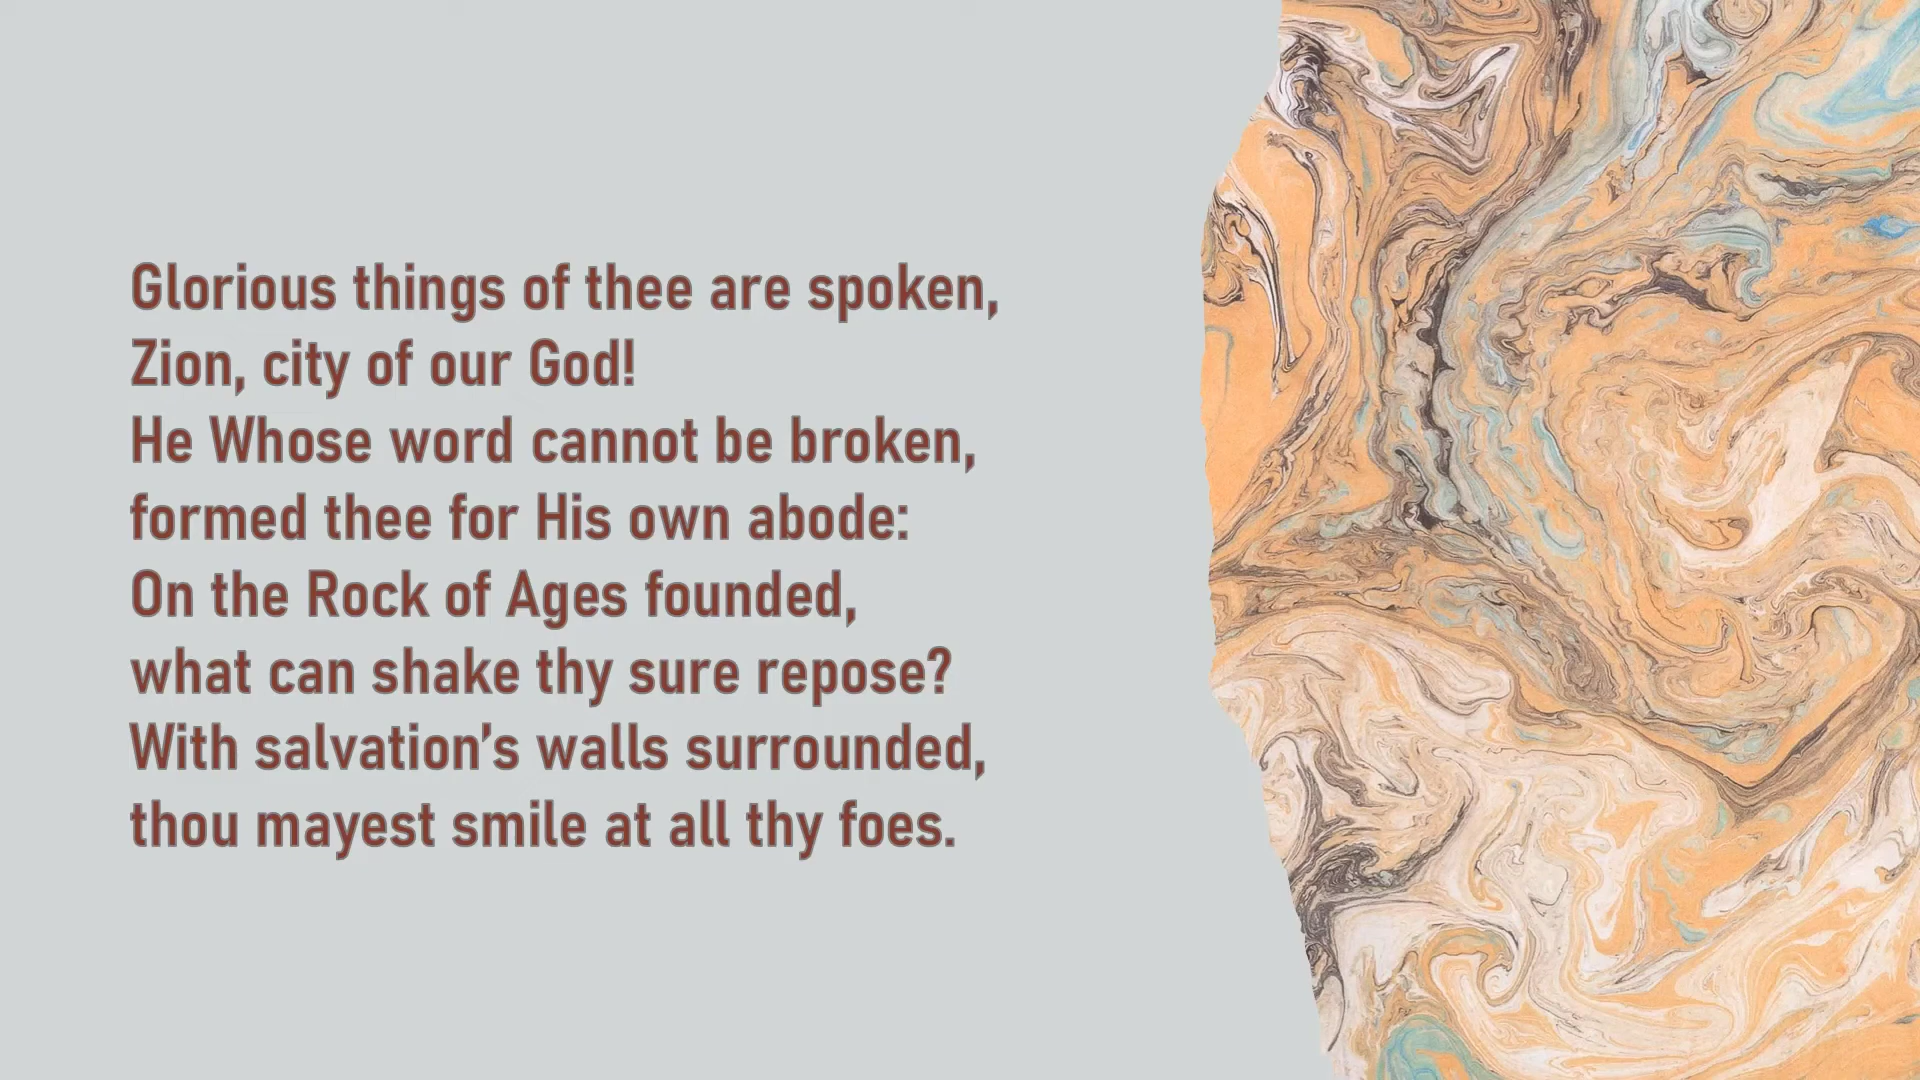 Glorious things of thee are spoken,
Zion, city of our God!
He Whose word cannot be broken,
formed thee for His own abode:
On the Rock of Ages founded,
what can shake thy sure repose?
With salvation’s walls surrounded,
thou mayest smile at all thy foes.